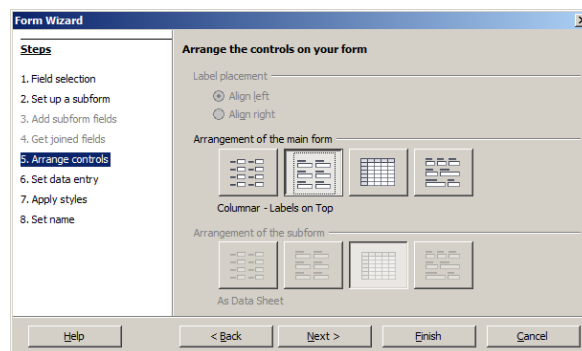 Form Wizard
Steps
1. Field selection
2. Set up a subform
3. Add subform fields
4. Get joined fields
5. Arrange controls
6. Set data entry
7. Apply styles
8. Set name
Arrange the controls on your form
Label placement
Align left
Align right
Arrangement of the main form
Columnar - Labels on Top
Arrangement of the subform
As Data Sheet
Help
< Back
Next >
Finish
Cancel